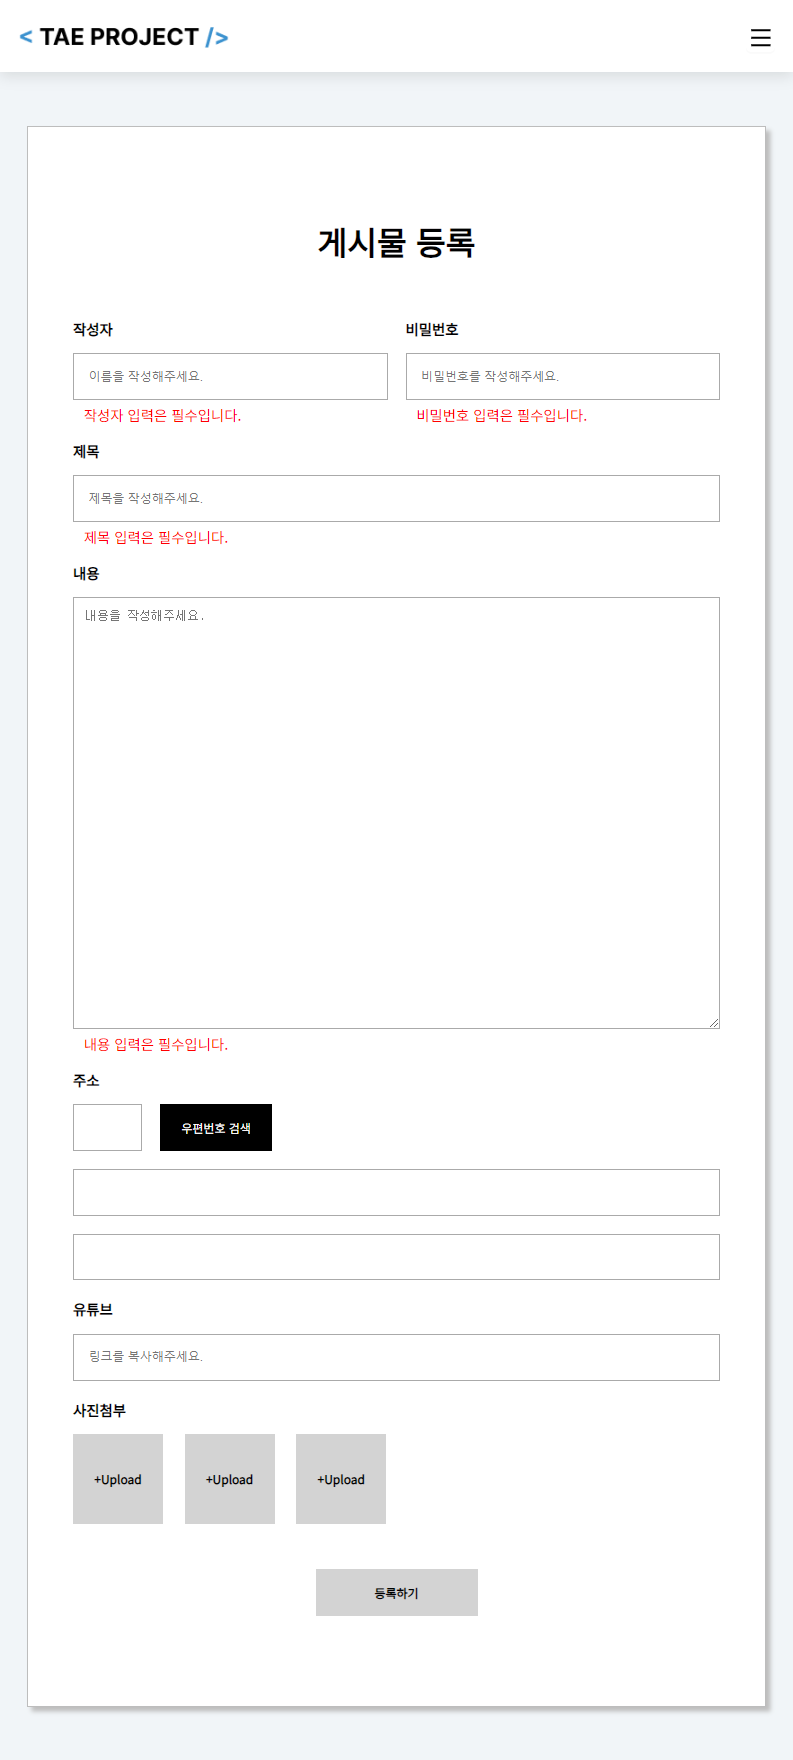 < TAE PROJECT />
게시물 등록
작성자
비밀번호
이름을 작성해주세요.
비밀번호를 작성해주세요.
작성자 입력은 필수입니다.
비밀번호 입력은 필수입니다.
제목
제목을 작성해주세요.
제목 입력은 필수입니다.
내용
내용을 작성해주세요.
내용 입력은 필수입니다.
주소
우편번호 검색
유튜브
링크를 복사해주세요.
사진첨부
+Upload +Upload +Upload
등록하기